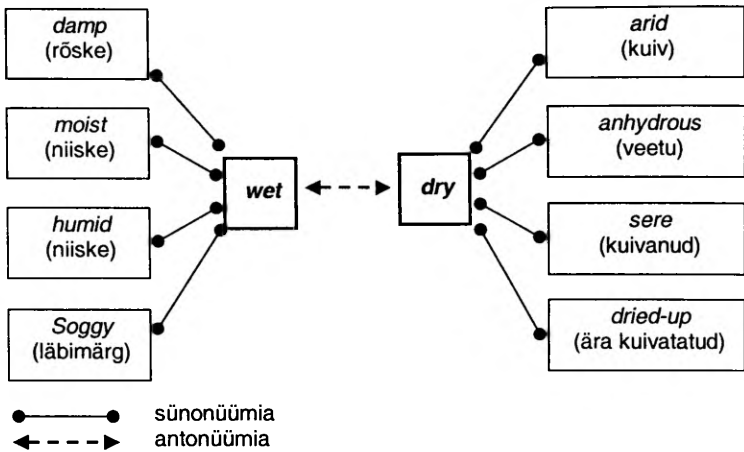 damp
(rõske)
moist
(niiske)
humid
(niiske)
Soggy
(läbimärg)
wet
dry
arid
(kuiv)
anhydrous
(veetu)
sere
(kuivanud)
dried-up
(ära kuivatatud)
sünonüümia
antonüümia